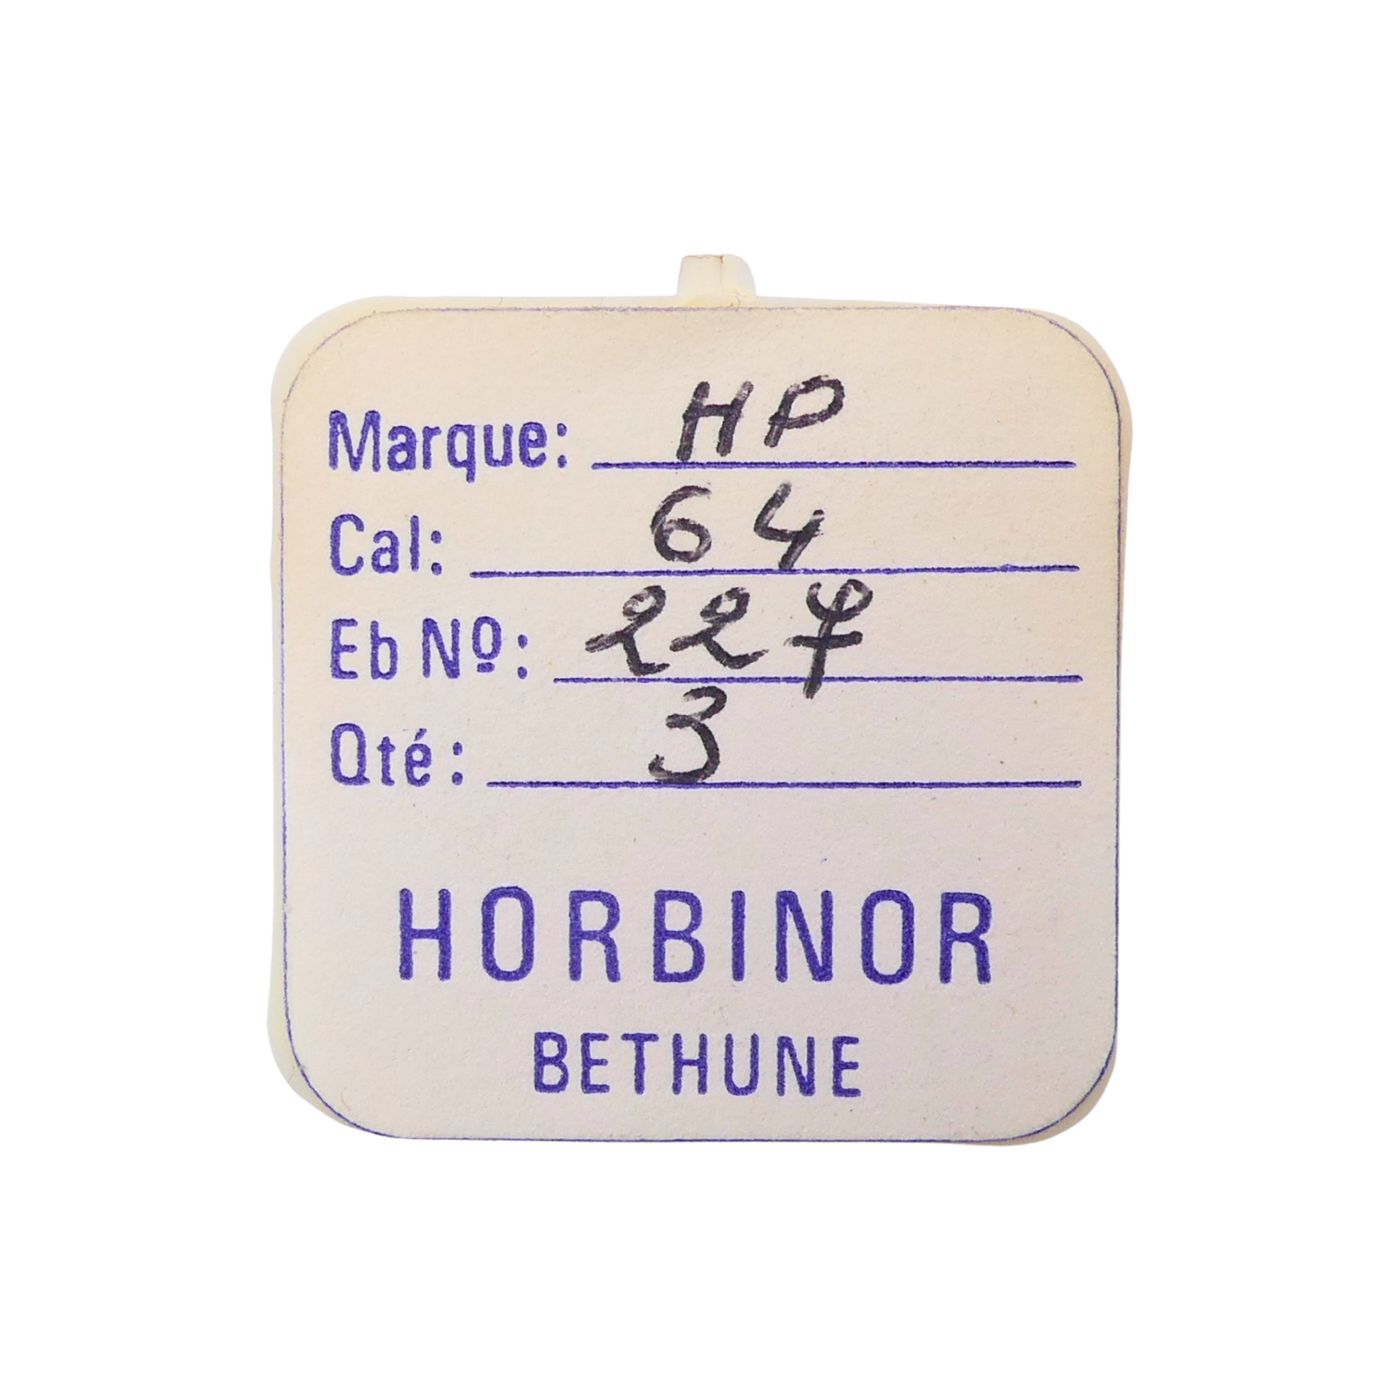 Marque: HP
Cal: 64
Eb Nº: 227
Qté: 3
HORBINOR
BETHUNE